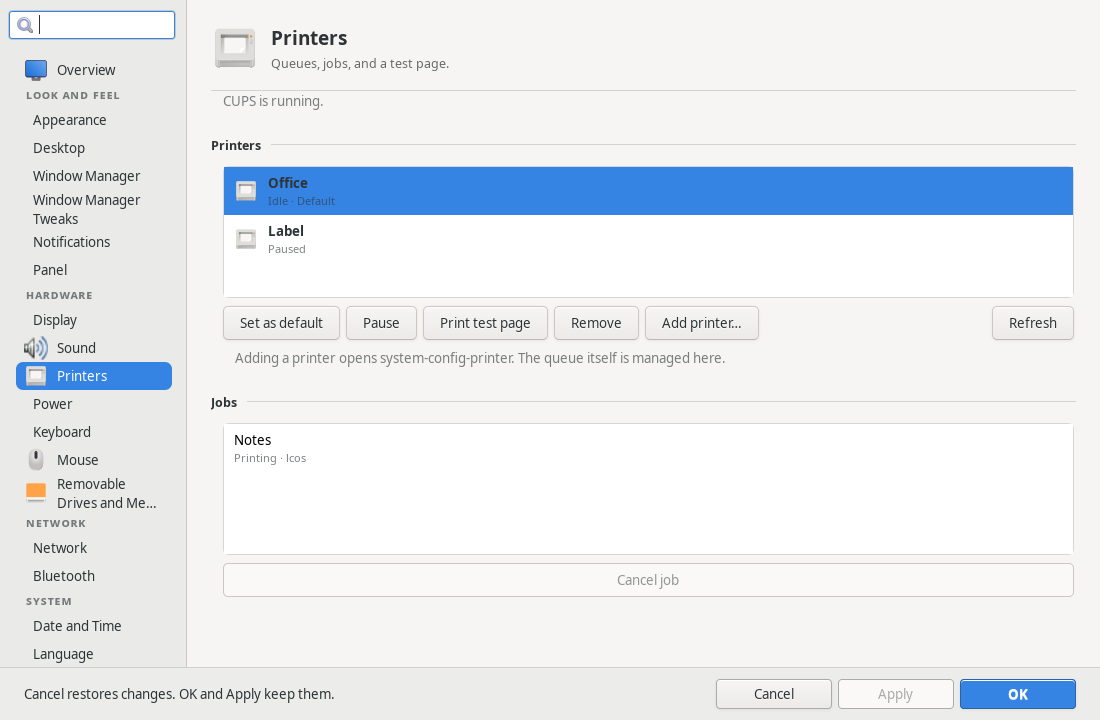 Overview
LOOK AND FEEL
Appearance
Desktop
Window Manager
Window Manager
Tweaks
Notifications
Panel
HARDWARE
Display
Sound
Printers
Power
Keyboard
Mouse
Removable
Drives and Me...
NETWORK
Network
Bluetooth
SYSTEM
Date and Time
Language
Printers
Queues, jobs, and a test page.
CUPS is running.
Printers
Office
Idle · Default
Label
Paused
Set as default
Pause
Print test page
Remove
Add printer...
Refresh
Adding a printer opens system-config-printer. The queue itself is managed here.
Jobs
Notes
Printing · lcos
Cancel job
Cancel restores changes. OK and Apply keep them.
Cancel
Apply
OK